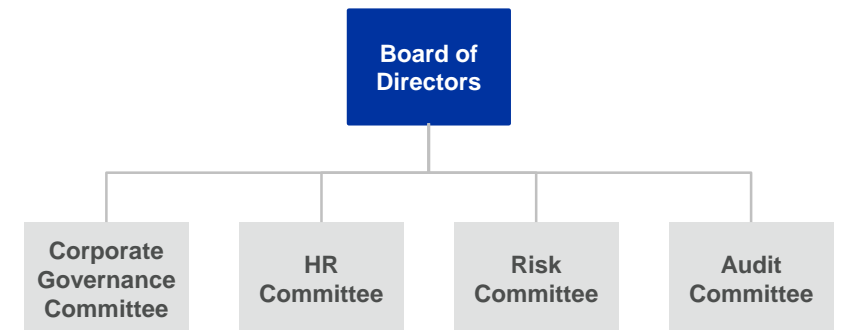 Board of
Directors
Corporate
Governance
Committee
HR
Committee
Risk
Committee
Audit
Committee